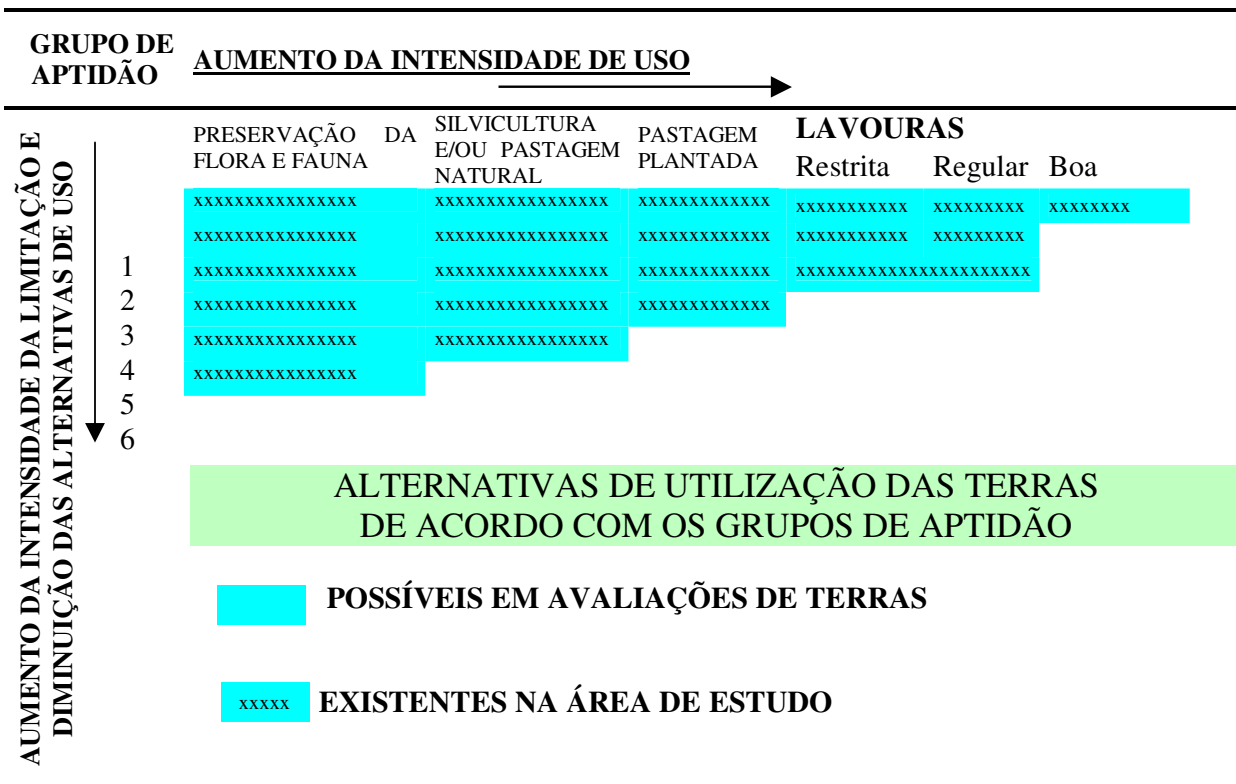 GRUPO DE
APTIDÃO
AUMENTO DA INTENSIDADE DE USO
AUMENTO DA INTENSIDADE DA LIMITAÇÃO E
DIMINUIÇÃO DAS ALTERNATIVAS DE USO
PRESERVAÇÃO DA
FLORA E FAUNA
SILVICULTURA
E/OU PASTAGEM
NATURAL
PASTAGEM
PLANTADA
LAVOURAS
Restrita Regular Boa
xxxxxxxxxxxxxxxx xxxxxxxxxxxxxxxxx xxxxxxxxxxxxx xxxxxxxxxxx xxxxxxxxx xxxxxxxx
xxxxxxxxxxxxxxxx xxxxxxxxxxxxxxxxx xxxxxxxxxxxxx xxxxxxxxxxx xxxxxxxxx
1 xxxxxxxxxxxxxxxx xxxxxxxxxxxxxxxxx xxxxxxxxxxxxx xxxxxxxxxxxxxxxxxxxxxxx
2 xxxxxxxxxxxxxxxx xxxxxxxxxxxxxxxxx xxxxxxxxxxxxx
3 xxxxxxxxxxxxxxxx xxxxxxxxxxxxxxxxx
4 xxxxxxxxxxxxxxxx
5
6
ALTERNATIVAS DE UTILIZAÇÃO DAS TERRAS
DE ACORDO COM OS GRUPOS DE APTIDÃO
POSSÍVEIS EM AVALIAÇÕES DE TERRAS
xxxxx EXISTENTES NA ÁREA DE ESTUDO